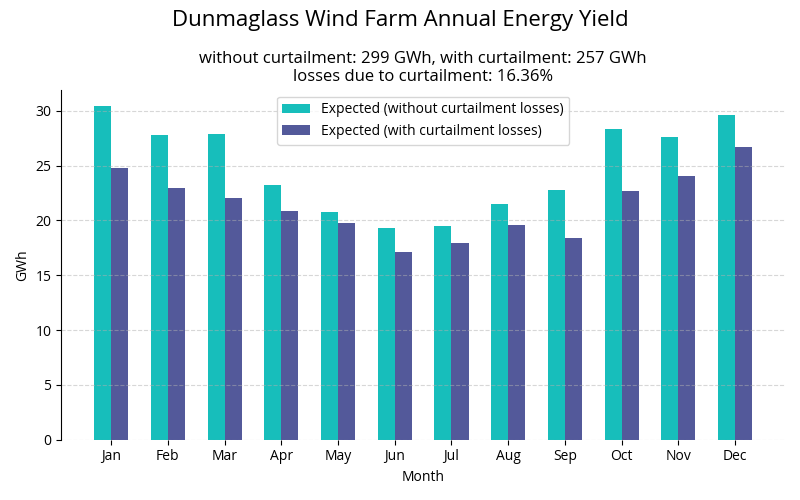 Dunmaglass Wind Farm Annual Energy Yield
without curtailment: 299 GWh, with curtailment: 257 GWh
losses due to curtailment: 16.36%
Expected (without curtailment losses)
Expected (with curtailment losses)
GWh
30
25
20
15
10
5
0
Jan Feb Mar Apr May Jun Jul Aug Sep Oct Nov Dec
Month